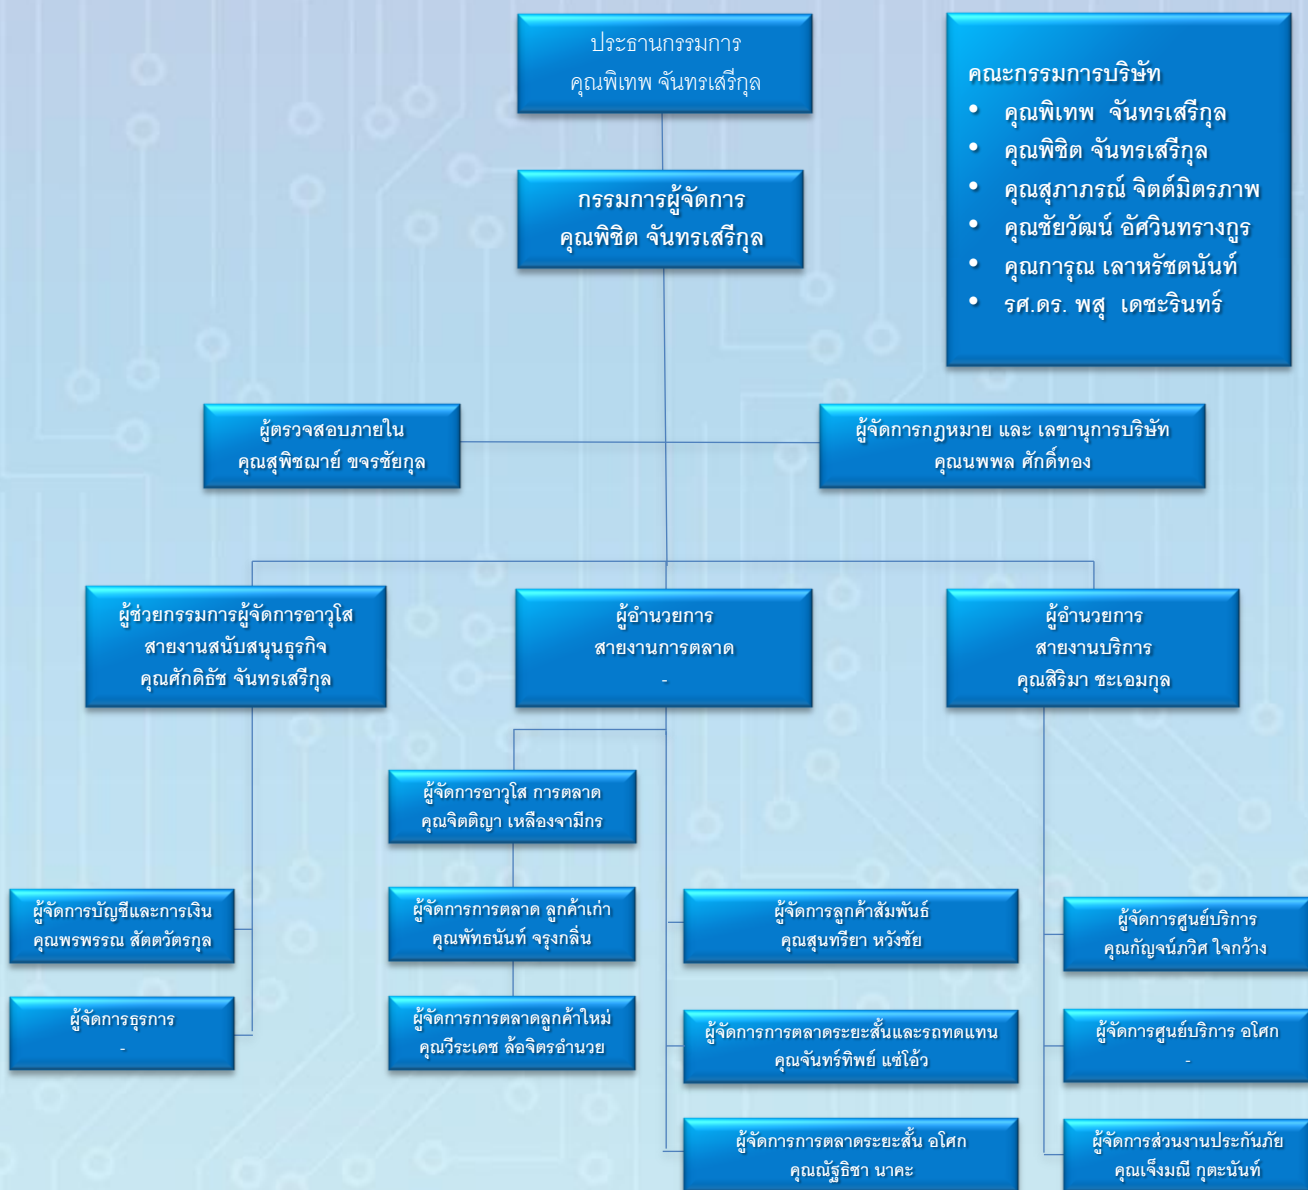 ประธานกรรมการ
คุณพิเทพ จันทรเสรีกุล
คณะกรรมการบริษัท
• คุณพิเทพ จันทรเสรีกุล
• คุณพิชิต จันทรเสรีกุล
• คุณสุภาภรณ์ จิตต์มิตรภาพ
• คุณชัยวัฒน์ อัศวินทรางกูร
• คุณการุณ เลาหรัชตนันท์
• รศ.ดร. พสุ เดชะรินทร์
กรรมการผู้จัดการ
คุณพิชิต จันทรเสรีกุล
ผู้ตรวจสอบภายใน
คุณสุพิชฌาย์ ขจรชัยกุล
ผู้จัดการกฎหมาย และ เลขานุการบริษัท
คุณนพพล ศักดิ์ทอง
ผู้ช่วยกรรมการผู้จัดการอาวุโส
สายงานสนับสนุนธุรกิจ
คุณศักดิธัช จันทรเสรีกุล
ผู้อำนวยการ
สายงานการตลาด
-
ผู้อำนวยการ
สายงานบริการ
คุณสิริมา ชะเอมกุล
ผู้จัดการอาวุโส การตลาด
คุณจิตติญา เหลืองจามีกร
ผู้จัดการบัญชีและการเงิน
คุณพรพรรณ สัตตวัตรกุล
ผู้จัดการการตลาด ลูกค้าเก่า
คุณพัทธนันท์ จรุงกลิ่น
ผู้จัดการลูกค้าสัมพันธ์
คุณสุนทรียา หวังชัย
ผู้จัดการศูนย์บริการ
คุณกัญจน์ภวิศ ใจกว้าง
ผู้จัดการธุรการ
-
ผู้จัดการการตลาดลูกค้าใหม่
คุณวีระเดช ล้อจิตรอำนวย
ผู้จัดการการตลาดระยะสั้นและรถทดแทน
คุณจันทร์ทิพย์ แซ่โอ้ว
ผู้จัดการศูนย์บริการ อโศก
-
ผู้จัดการการตลาดระยะสั้น อโศก
คุณณัฐธิชา นาคะ
ผู้จัดการส่วนงานประกันภัย
คุณเจ็งมณี กุตะนันท์